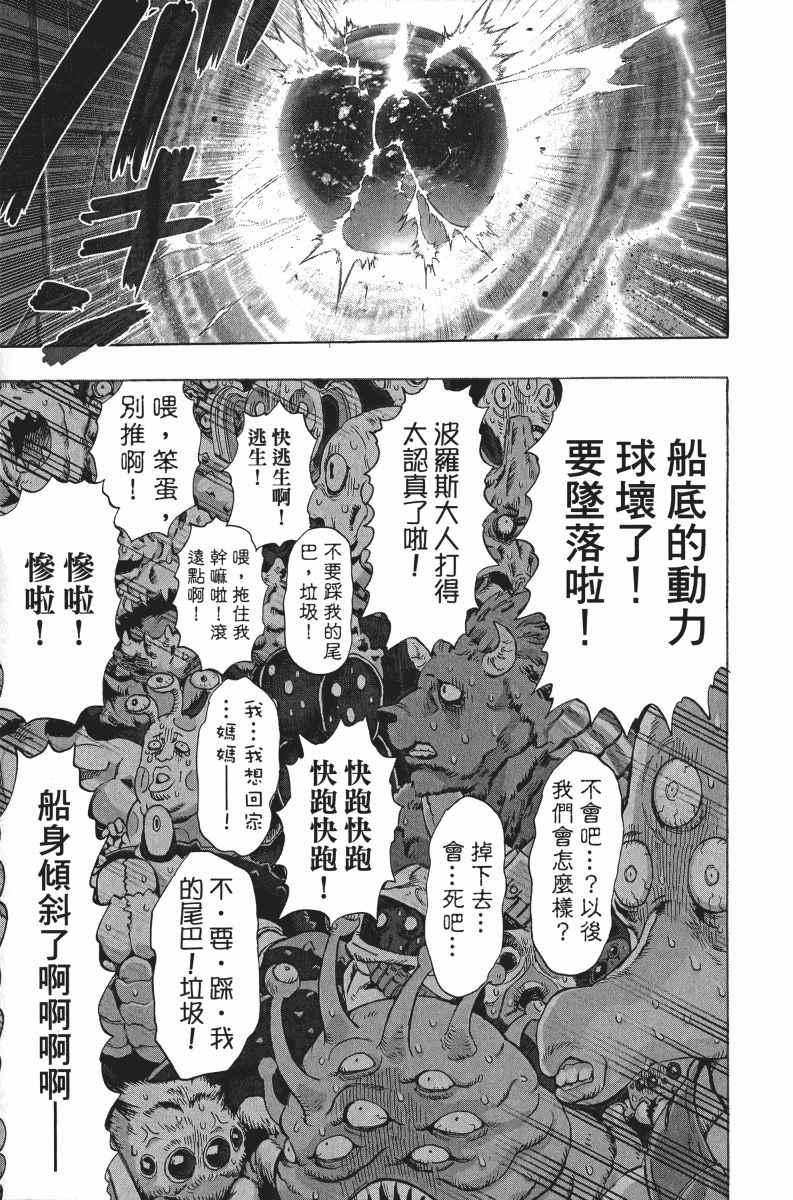 ドドギギ
船底的動力
球壞了！
要墜落啦！
波羅斯大人打得
太認真了啦！
快逃生啊！
逃生！
喂，笨蛋，
別推啊！
不要踩我的尾
巴，垃圾！
喂，拖住我
幹嘛啦！滾
遠點啊！
慘啦！
慘啦！
不會吧…？以後
我們會怎麼樣？
掉下去…
會…死吧…
快跑快跑
快跑快跑！
我…我想回家
…媽媽——！
不·要·踩·我
的尾巴！垃圾！
船身傾斜了啊啊啊啊——